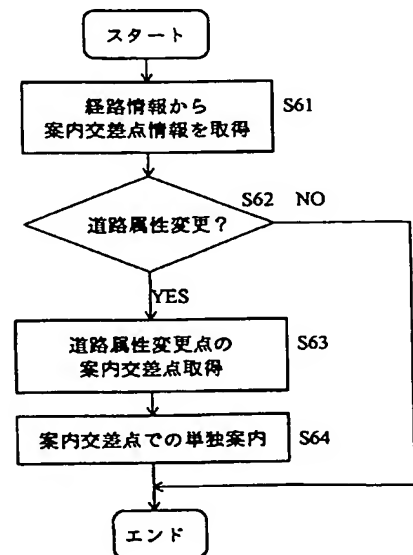 スタート
経路情報から
案内交差点情報を取得
S61
S62 NO
道路属性変更?
YES
道路属性変更点の
案内交差点取得
S63
案内交差点での単独案内
S64
エンド